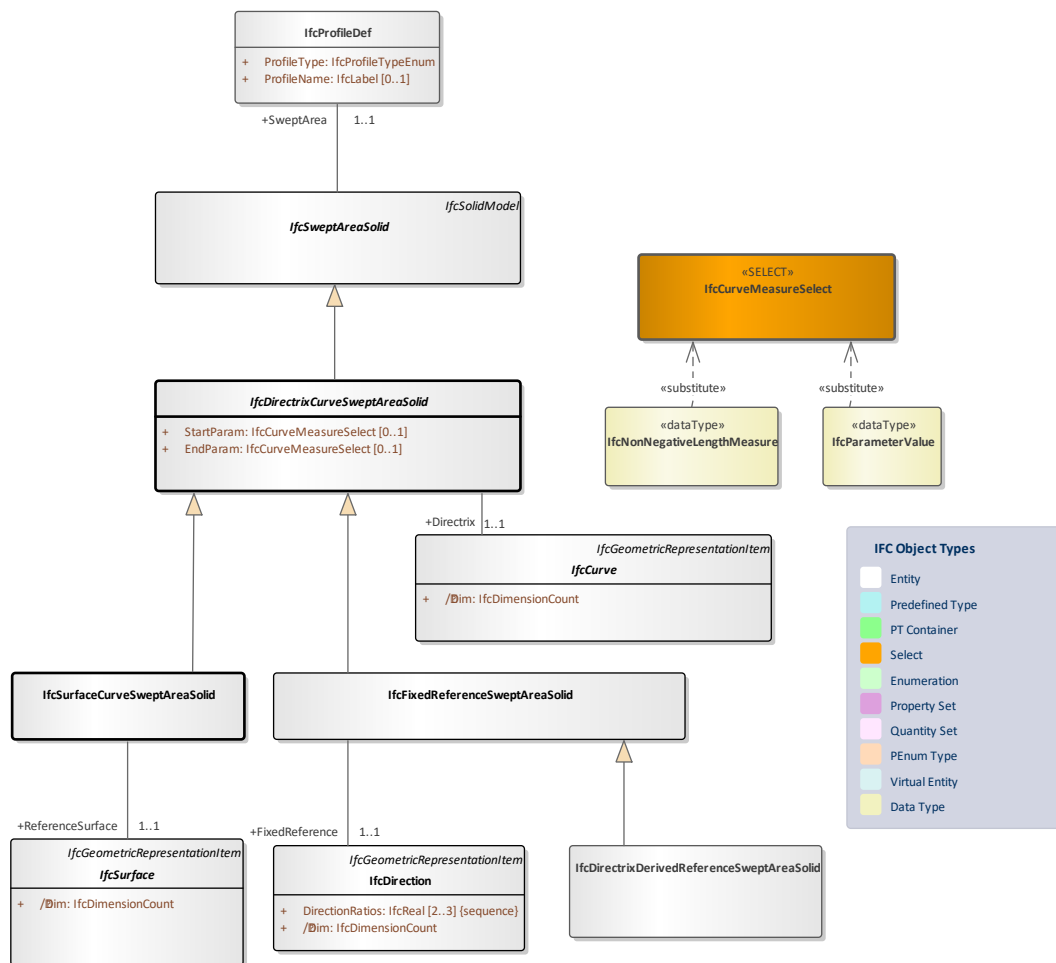 IfcProfileDef
+ ProfileType: IfcProfileTypeEnum
+ ProfileName: IfcLabel [0..1]
+SweptArea 1..1
IfcSolidModel
IfcSweptAreaSolid
«SELECT»
IfcCurveMeasureSelect
IfcDirectrixCurveSweptAreaSolid
+ StartParam: IfcCurveMeasureSelect [0..1]
+ EndParam: IfcCurveMeasureSelect [0..1]
«substitute» «substitute»
«dataType»
IfcNonNegativeLengthMeasure
«dataType»
IfcParameterValue
+Directrix 1..1
IfcGeometricRepresentationItem
IfcCurve
+ /Dim: IfcDimensionCount
IFC Object Types
Entity
Predefined Type
PT Container
Select
Enumeration
Property Set
Quantity Set
PEnum Type
Virtual Entity
Data Type
IfcSurfaceCurveSweptAreaSolid
IfcFixedReferenceSweptAreaSolid
+ReferenceSurface 1..1
+FixedReference 1..1
IfcGeometricRepresentationItem
IfcSurface
+ /Dim: IfcDimensionCount
IfcGeometricRepresentationItem
IfcDirection
+ DirectionRatios: IfcReal [2..3] {sequence}
+ /Dim: IfcDimensionCount
IfcDirectrixDerivedReferenceSweptAreaSolid